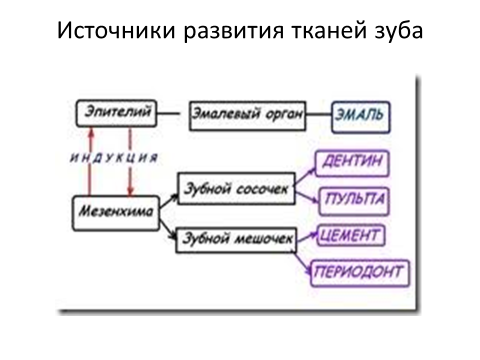 Источники развития тканей зуба
Эпителий
Эмалевый орган
ЭМАЛЬ
ИНДУКЦИЯ
ДЕНТИН
Зубной сосочек
ПУЛЬПА
Мезенхима
ЦЕМЕНТ
Зубной мешочек
ПЕРИОДОНТ